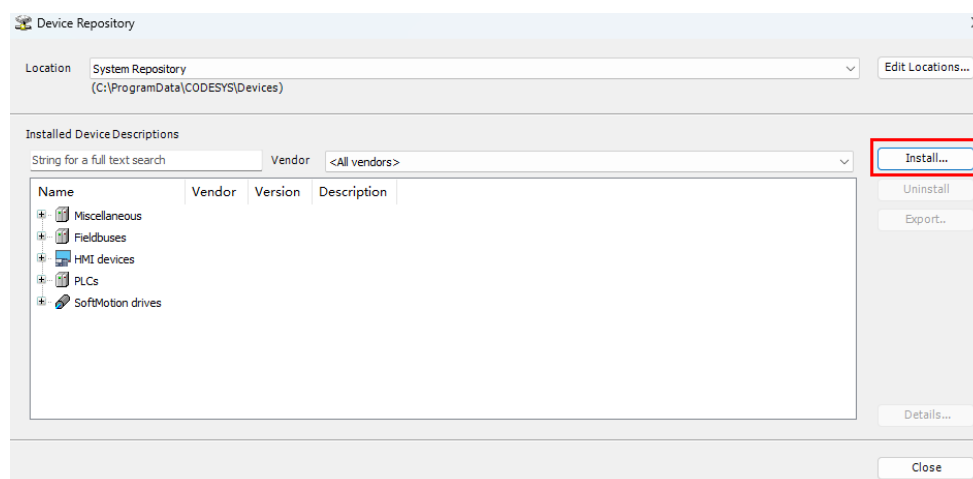 Device Repository
Location System Repository Edit Locations...
(C:\ProgramData\CODESYS\Devices)
Installed Device Descriptions
String for a full text search Vendor <All vendors> Install...
Name Vendor Version Description Uninstall
Miscellaneous Export..
Fieldbuses
HMI devices
PLCs
SoftMotion drives
Details...
Close